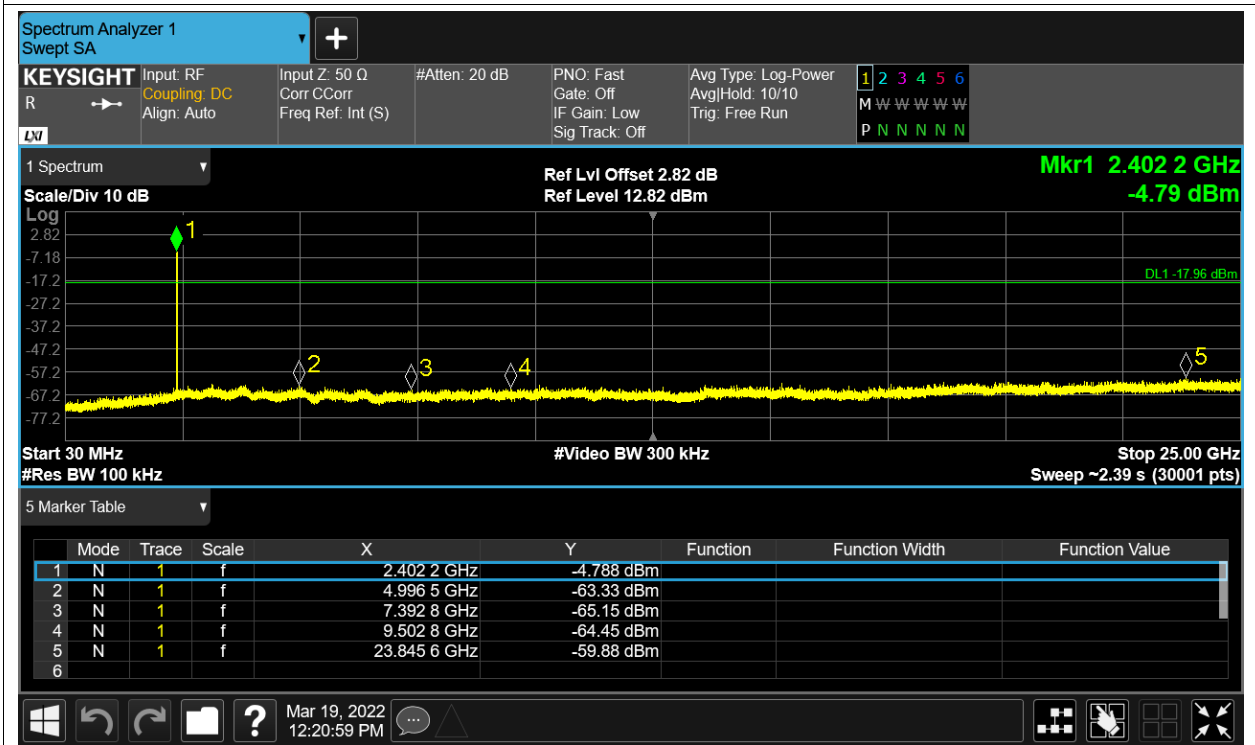 Spectrum Analyzer 1
Swept SA
+
KEYSIGHT Input: RF Input Z: 50 Ω #Atten: 20 dB PNO: Fast Avg Type: Log-Power 1 2 3 4 5 6
R Coupling: DC Corr CCorr Gate: Off Avg|Hold: 10/10 M W W W W W
Align: Auto Freq Ref: Int (S) IF Gain: Low Trig: Free Run
LXI Sig Track: Off P N N N N N
1 Spectrum Ref Lvl Offset 2.82 dB Mkr1 2.402 2 GHz
Scale/Div 10 dB Ref Level 12.82 dBm -4.79 dBm
Log
2.82 1
-7.18
-17.2 DL1 -17.96 dBm
-27.2
-37.2
-47.2
-57.2 2 3 4 5
-67.2
-77.2
Start 30 MHz #Video BW 300 kHz Stop 25.00 GHz
#Res BW 100 kHz Sweep ~2.39 s (30001 pts)
5 Marker Table
Mode Trace Scale X Y Function Function Width Function Value
1 N 1 f 2.402 2 GHz -4.788 dBm
2 N 1 f 4.996 5 GHz -63.33 dBm
3 N 1 f 7.392 8 GHz -65.15 dBm
4 N 1 f 9.502 8 GHz -64.45 dBm
5 N 1 f 23.845 6 GHz -59.88 dBm
6
? Mar 19, 2022
12:20:59 PM